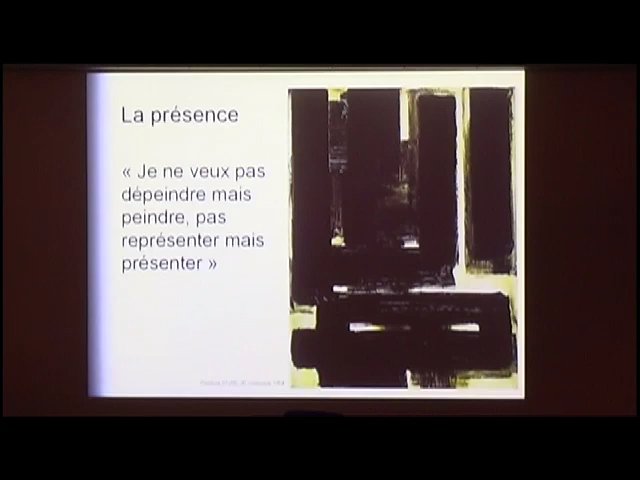 La présence
« Je ne veux pas
dépeindre mais
peindre, pas
représenter mais
présenter »